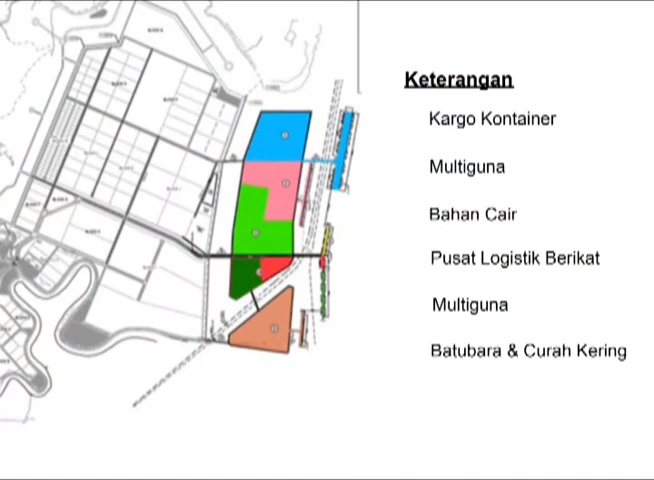 Keterangan
Kargo Kontainer
Multiguna
Bahan Cair
Pusat Logistik Berikat
Multiguna
Batubara & Curah Kering